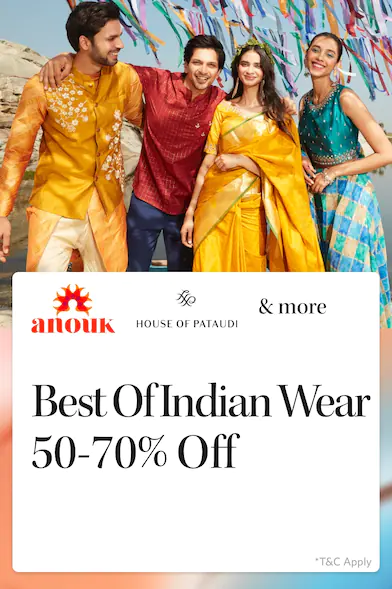 anouk
HOUSE OF PATAUDI
& more
Best Of Indian Wear
50-70% Off
*T&C Apply